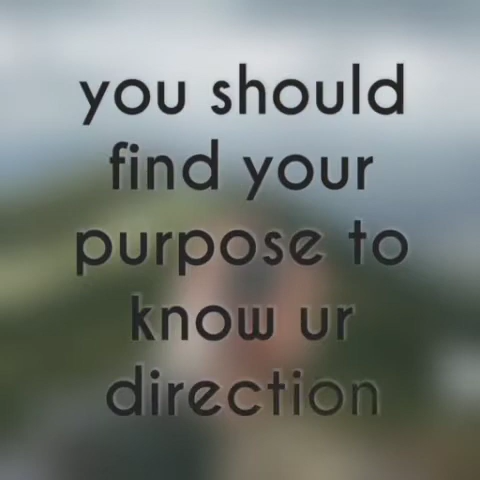 you should
find your
purpose to
know ur
direction